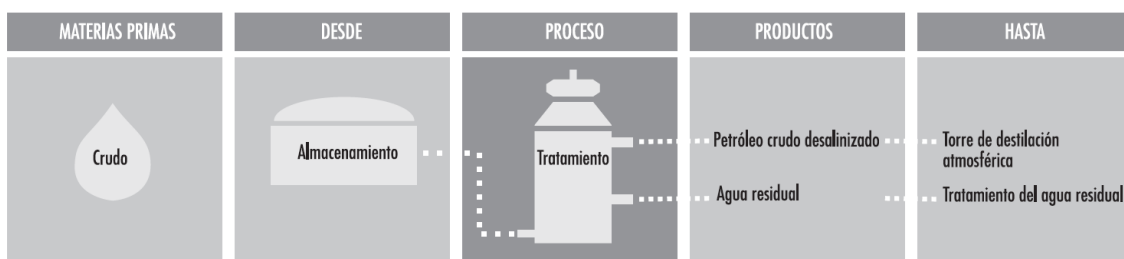 MATERIAS PRIMAS
DESDE
PROCESO
PRODUCTOS
HASTA
Crudo
Almacenamiento
Tratamiento
Petróleo crudo desalinizado
Torre de destilación
atmosférica
Agua residual
Tratamiento del agua residual